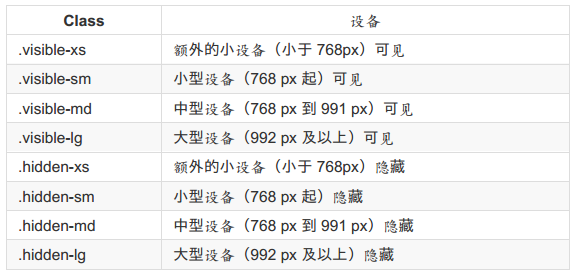 Class 设备
.visible-xs 额外的小设备（小于 768px）可见
.visible-sm 小型设备（768 px 起）可见
.visible-md 中型设备（768 px 到 991 px）可见
.visible-lg 大型设备（992 px 及以上）可见
.hidden-xs 额外的小设备（小于 768px）隐藏
.hidden-sm 小型设备（768 px 起）隐藏
.hidden-md 中型设备（768 px 到 991 px）隐藏
.hidden-lg 大型设备（992 px 及以上）隐藏